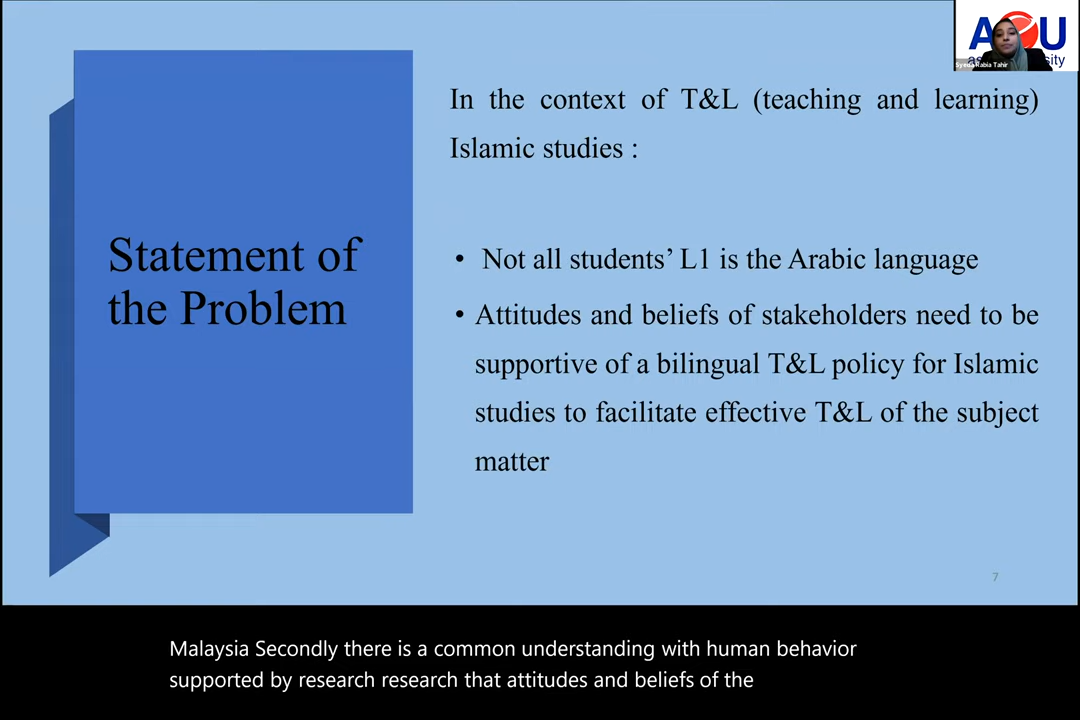 In the context of T&L (teaching and learning)
Islamic studies :
Statement of
the Problem
• Not all students' L1 is the Arabic language
• Attitudes and beliefs of stakeholders need to be
supportive of a bilingual T&L policy for Islamic
studies to facilitate effective T&L of the subject
matter
7
Malaysia Secondly there is a common understanding with human behavior
supported by research research that attitudes and beliefs of the